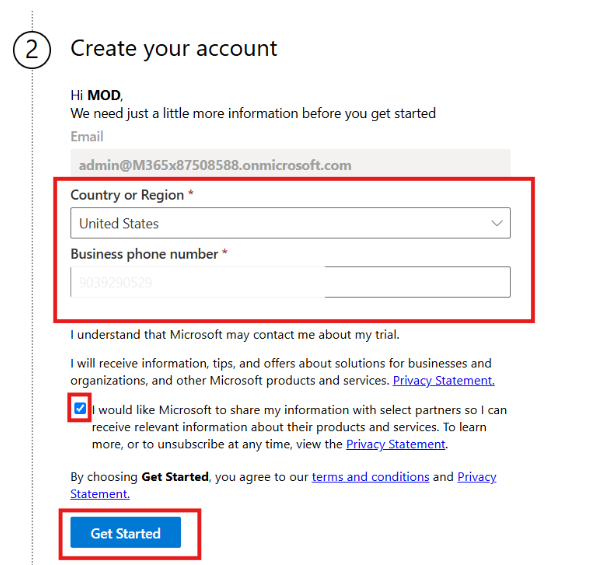 2
Create your account
Hi MOD,
We need just a little more information before you get started
Email
admin@M365x87508588.onmicrosoft.com
Country or Region *
United States
Business phone number *
9039290529
I understand that Microsoft may contact me about my trial.
I will receive information, tips, and offers about solutions for businesses and
organizations, and other Microsoft products and services. Privacy Statement.
I would like Microsoft to share my information with select partners so I can
receive relevant information about their products and services. To learn
more, or to unsubscribe at any time, view the Privacy Statement.
By choosing Get Started, you agree to our terms and conditions and Privacy
Statement.
Get Started